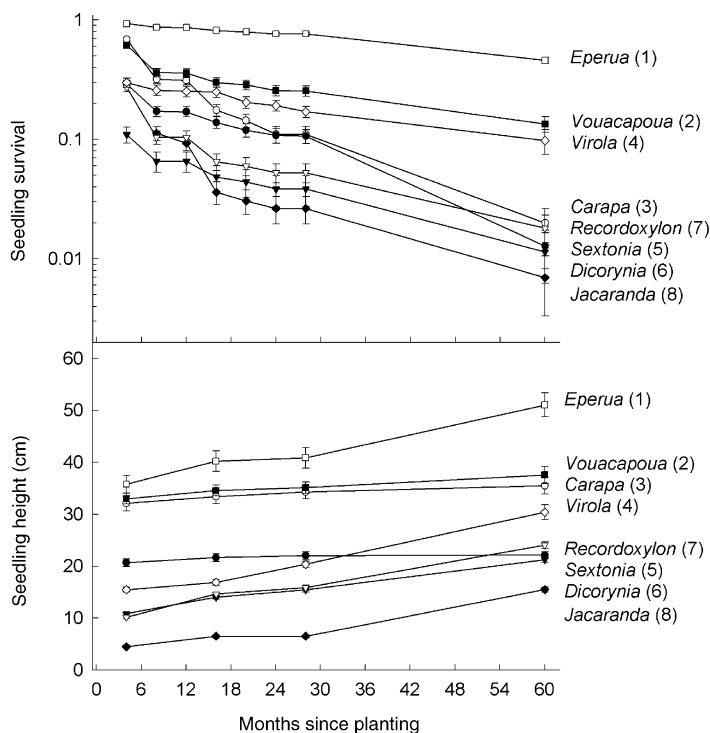 1
0.1
0.01
Seedling survival
Eperua (1)
Vouacapoua (2)
Virola (4)
Carapa (3)
Recordoxylon (7)
Sextonia (5)
Dicorynia (6)
Jacaranda (8)
60
50
40
30
20
10
0
Seedling height (cm)
Eperua (1)
Vouacapoua (2)
Carapa (3)
Virola (4)
Recordoxylon (7)
Sextonia (5)
Dicorynia (6)
Jacaranda (8)
0 6 12 18 24 30 36 42 48 54 60
Months since planting